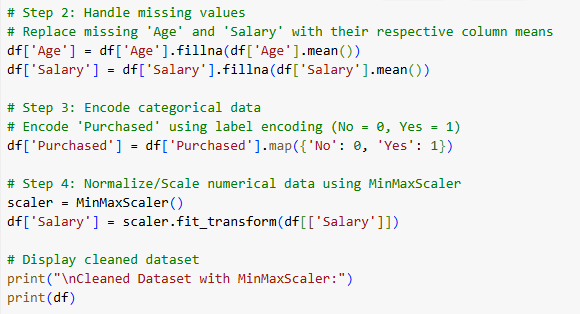 # Step 2: Handle missing values
# Replace missing 'Age' and 'Salary' with their respective column means
df['Age'] = df['Age'].fillna(df['Age'].mean())
df['Salary'] = df['Salary'].fillna(df['Salary'].mean())
# Step 3: Encode categorical data
# Encode 'Purchased' using label encoding (No = 0, Yes = 1)
df['Purchased'] = df['Purchased'].map({'No': 0, 'Yes': 1})
# Step 4: Normalize/Scale numerical data using MinMaxScaler
scaler = MinMaxScaler()
df['Salary'] = scaler.fit_transform(df[['Salary']])
# Display cleaned dataset
print("\nCleaned Dataset with MinMaxScaler:")
print(df)